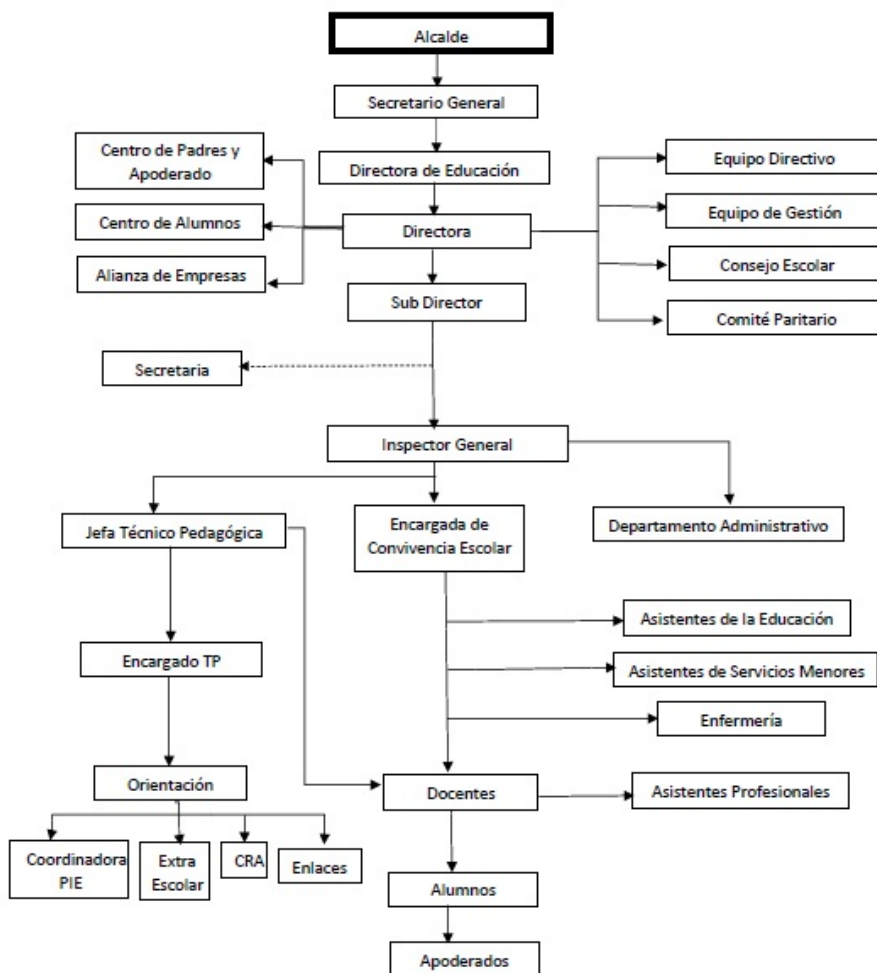 Alcalde
Secretario General
Centro de Padres y
Apoderado
Directora de Educación
Equipo Directivo
Centro de Alumnos
Directora
Equipo de Gestión
Alianza de Empresas
Sub Director
Consejo Escolar
Comité Paritario
Secretaria
Inspector General
Jefa Técnico Pedagógica
Encargada de
Convivencia Escolar
Departamento Administrativo
Asistentes de la Educación
Encargado TP
Asistentes de Servicios Menores
Enfermería
Orientación
Docentes
Asistentes Profesionales
Coordinadora
PIE
Extra
Escolar
CRA
Enlaces
Alumnos
Apoderados